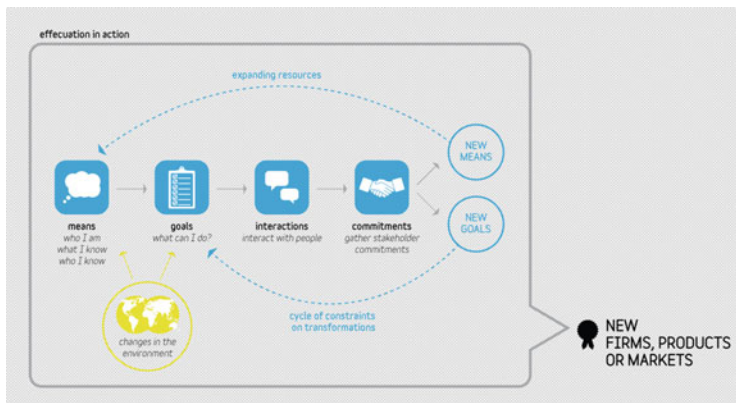 effecuation in action
expanding resources
NEW
MEANS
means
who I am
what I know
who I know
goals
what can I do?
interactions
interact with people
commitments
gather stakeholder
commitments
NEW
GOALS
changes in the
environment
cycle of constraints
on transformations
NEW
FIRMS, PRODUCTS
OR MARKETS